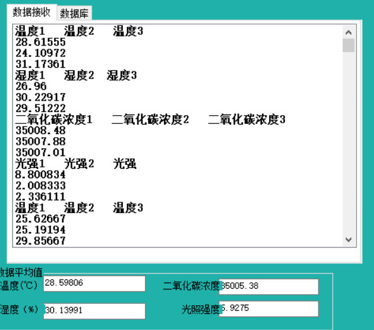 数据接收 数据库
温度1 温度2 温度3
28.61555
24.10972
31.17361
湿度1 湿度2 湿度3
26.96
30.22917
29.51222
二氧化碳浓度1 二氧化碳浓度2 二氧化碳浓度3
35008.48
35007.88
35007.01
光强1 光强2 光强
8.800834
2.008333
2.336111
温度1 温度2 温度3
25.62667
25.19194
29.85667
数据平均值
温度(℃) 28.59806 二氧化碳浓度 35005.38
湿度(%) 30.13991 光照强度 5.9275